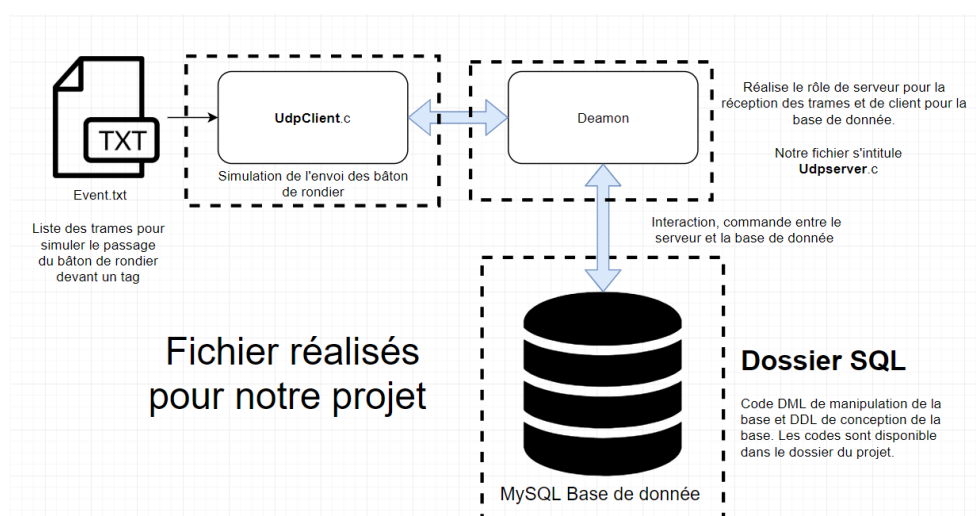 TXT
Event.txt
Liste des trames pour
simuler le passage
du bâton de rondier
devant un tag
UdpClient.c
Simulation de l'envoi des bâton
de rondier
Deamon
Réalise le rôle de serveur pour la
réception des trames et de client pour la
base de donnée.
Notre fichier s'intitule
Udpserver.c
Interaction, commande entre le
serveur et la base de donnée
Fichier réalisés
pour notre projet
MySQL Base de donnée
Dossier SQL
Code DML de manipulation de la
base et DDL de conception de la
base. Les codes sont disponible
dans le dossier du projet.